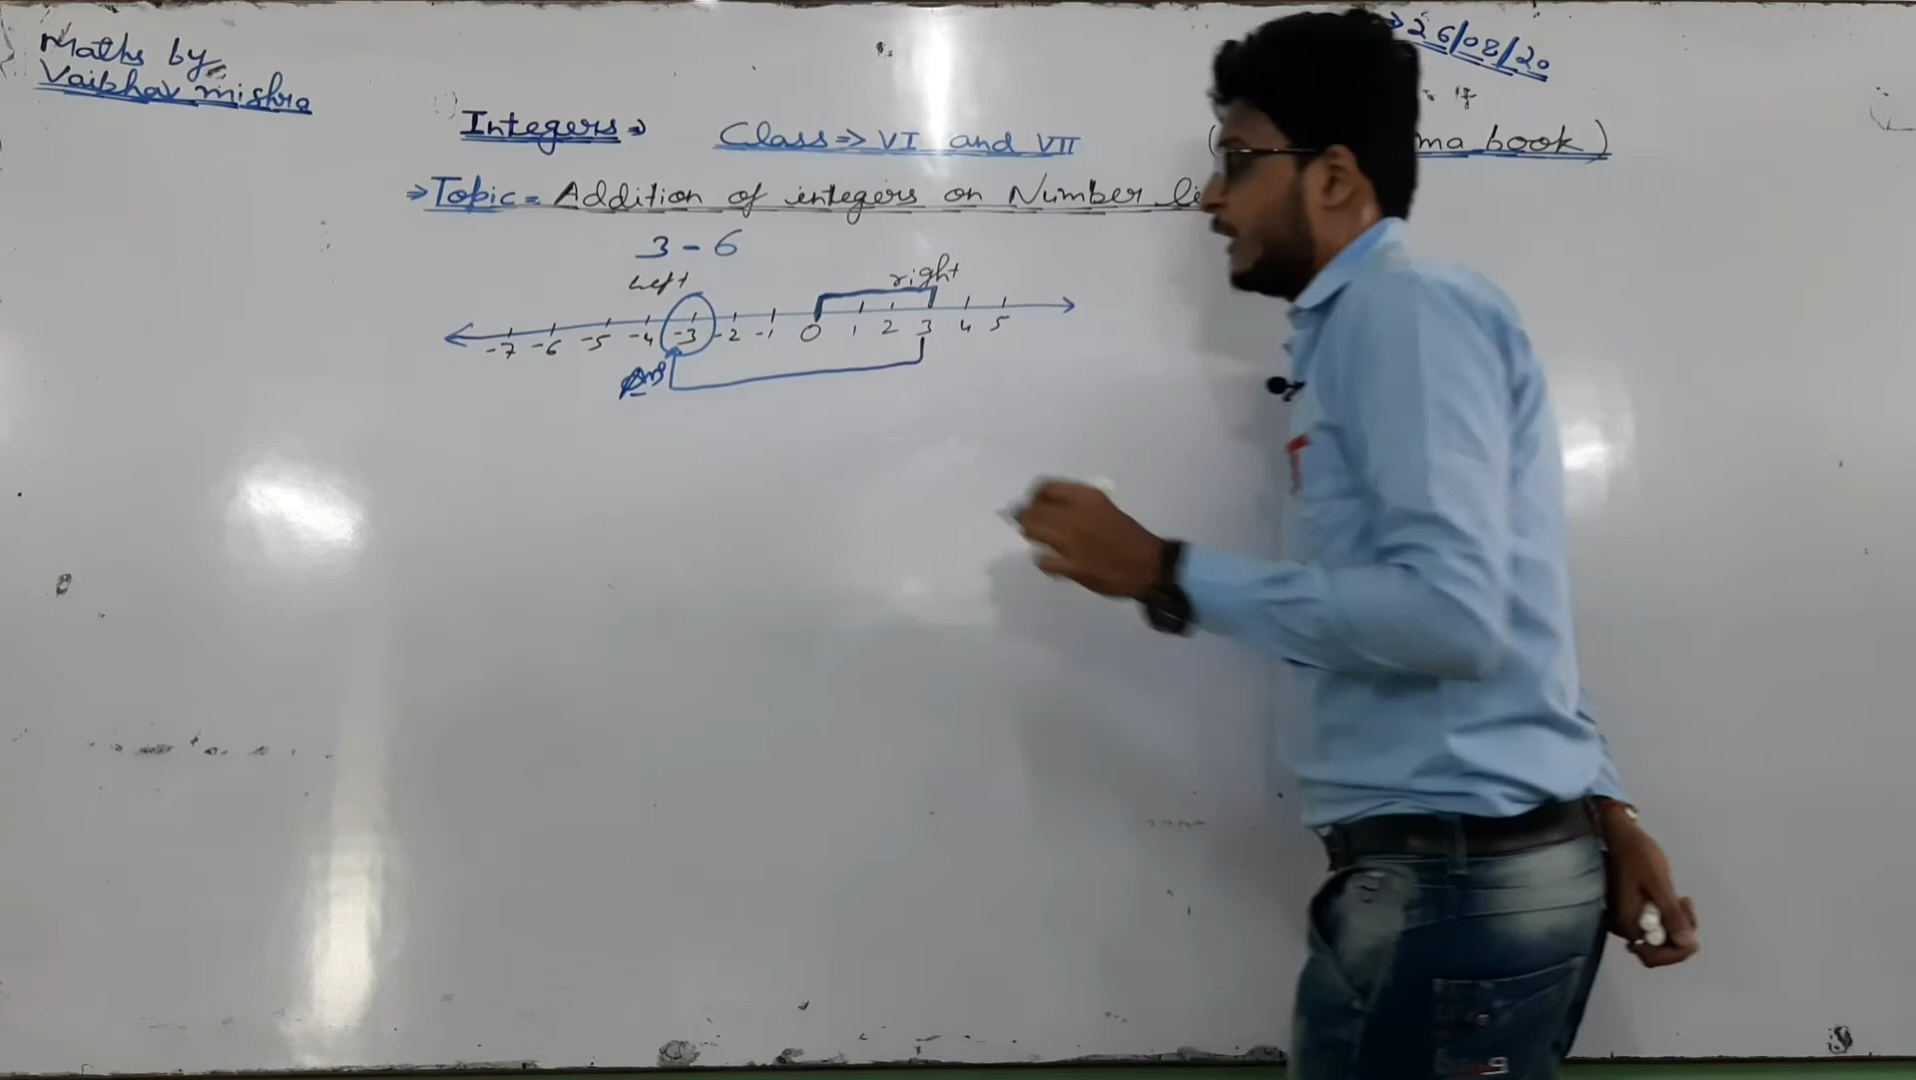 Maths by
Vaibhav mishra
26/08/20
Integers ⇒ Class ⇒ VI and VII ( ma book)
⇒ Topic = Addition of integers on Number li
3 - 6
Left
right
-7 -6 -5 -4 -3 -2 -1 0 1 2 3 4 5
Ans